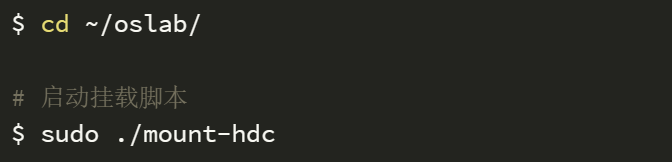 $ cd ~/oslab/
# 启动挂载脚本
$ sudo ./mount-hdc